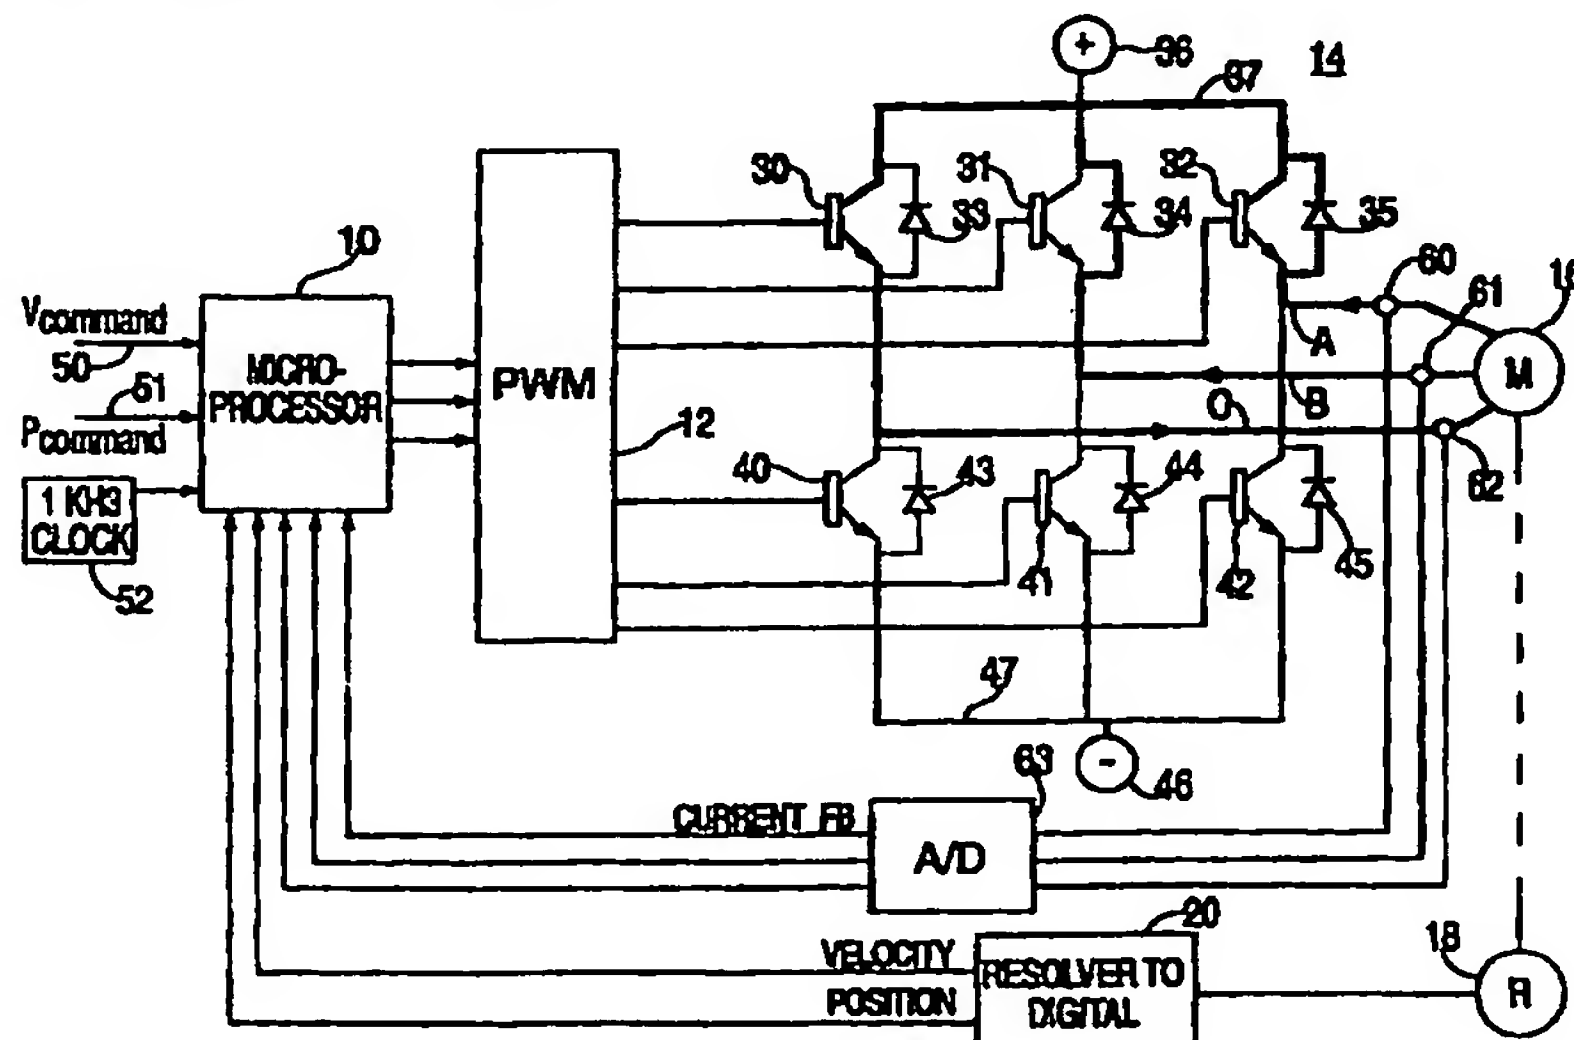 36
14
37
30
31
32
33
34
35
10
60
61
16
Vcommand
50
MICRO-
PROCESSOR
PWM
A
M
51
Pcommand
B
C
12
40
43
44
62
1 KH3
CLOCK
52
41
42
45
47
63
46
CURRENT FB
A/D
20
18
VELOCITY
POSITION
RESOLVER TO
DIGITAL
R
+
-